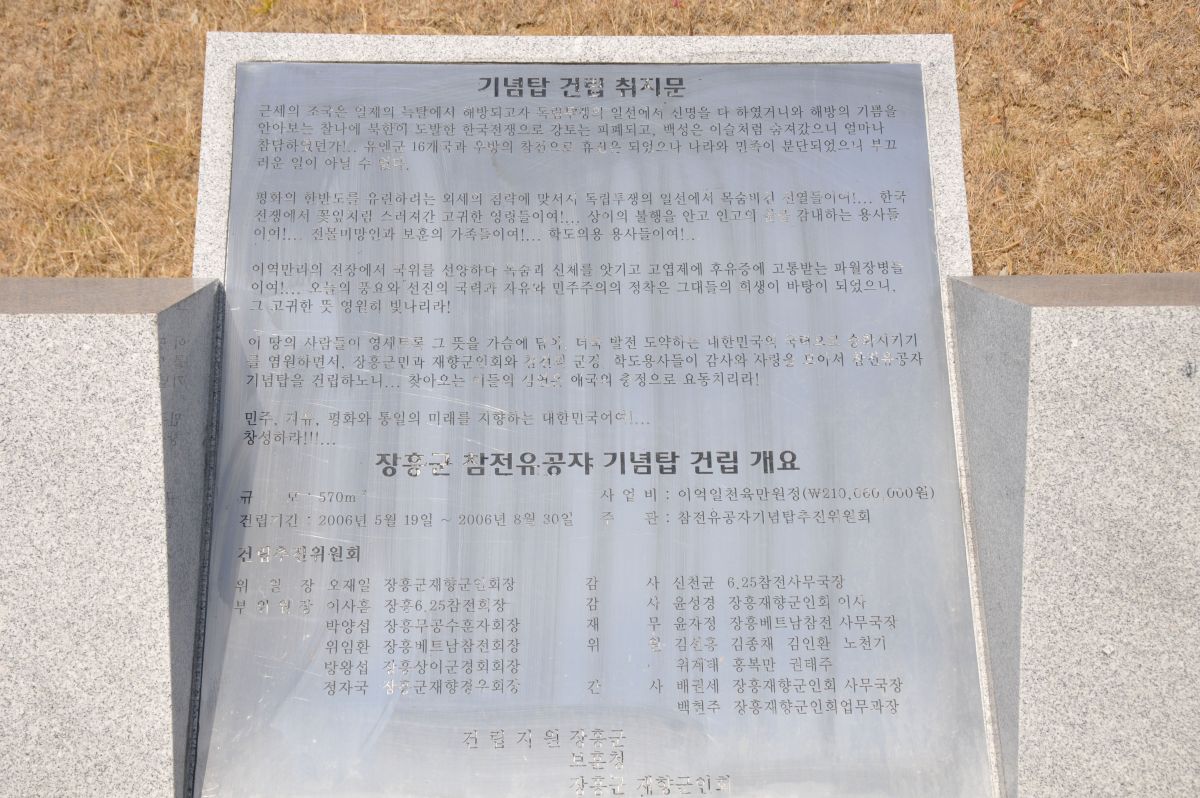 기념탑 건립 취지문
근세의 조국은 일제의 늑탈에서 해방되고자 독립투쟁의 일선에서 신명을 다 하였거니와 해방의 기쁨을
안아보는 찰나에 북한이 도발한 한국전쟁으로 강토는 피폐되고, 백성은 이슬처럼 숨져갔으니 얼마나
참담하였던가!.. 유엔군 16개국과 우방의 참전으로 휴전은 되었으나 나라와 민족이 분단되었으니 부끄
러운 일이 아닐 수 없다.
평화의 한반도를 유린하려는 외세의 침략에 맞서서 독립투쟁의 일선에서 목숨바친 선열들이여!... 한국
전쟁에서 꽃잎처럼 스러져간 고귀한 영령들이여!... 상이의 불행을 안고 인고의 감내하는 용사들
이여!... 전몰미망인과 보훈의 가족들이여!... 학도의용 용사들이여!..
이역만리의 전장에서 국위를 선양하다 목숨과 신체를 앗기고 고엽제에 후유증에 고통받는 파월장병들
이여!... 오늘의 풍요와 선진의 국력과 자유와 민주주의의 정착은 그대들의 희생이 바탕이 되었으니,
그 고귀한 뜻 영원히 빛나리라!
이 땅의 사람들이 영세토록 그 뜻을 가슴에 담아, 더욱 발전 도약하는 대한민국의 국력으로 승화시키기
를 염원하면서, 장흥군민과 재향군인회와 참전한 군경, 학도용사들이 감사와 사랑을 모아서 참전유공자
기념탑을 건립하노니... 찾아오는 이들의 심연을 애국의 충정으로 요동치리라!
민주, 자유, 평화와 통일의 미래를 지향하는 대한민국이여!...
창성하라!!!...
장흥군 참전유공자 기념탑 건립 개요
규 모 : 570m² 사 업 비 : 이억일천육만원정(₩210,060,000원)
건립기간 : 2006년 5월 19일 ~ 2006년 8월 30일 주 관 : 참전유공자기념탑추진위원회
건립추진위원회
위 원 장 오재일 장흥군재향군인회장 감 사 신천균 6.25참전사무국장
부위원장 이사흠 장흥6.25참전회장 감 사 윤성경 장흥재향군인회 이사
박양섭 장흥무공수훈자회장 재 무 윤자정 장흥베트남참전 사무국장
위임환 장흥베트남참전회장 위 원 김선홍 김종채 김인환 노천기
방왕섭 장흥상이군경회회장 위계태 홍복만 권태주
정자국 장흥군재향경우회장 간 사 배권세 장흥재향군인회 사무국장
백현주 장흥재향군인회업무과장
건 립 지 원 장흥군
보훈청
장흥군 재향군인회